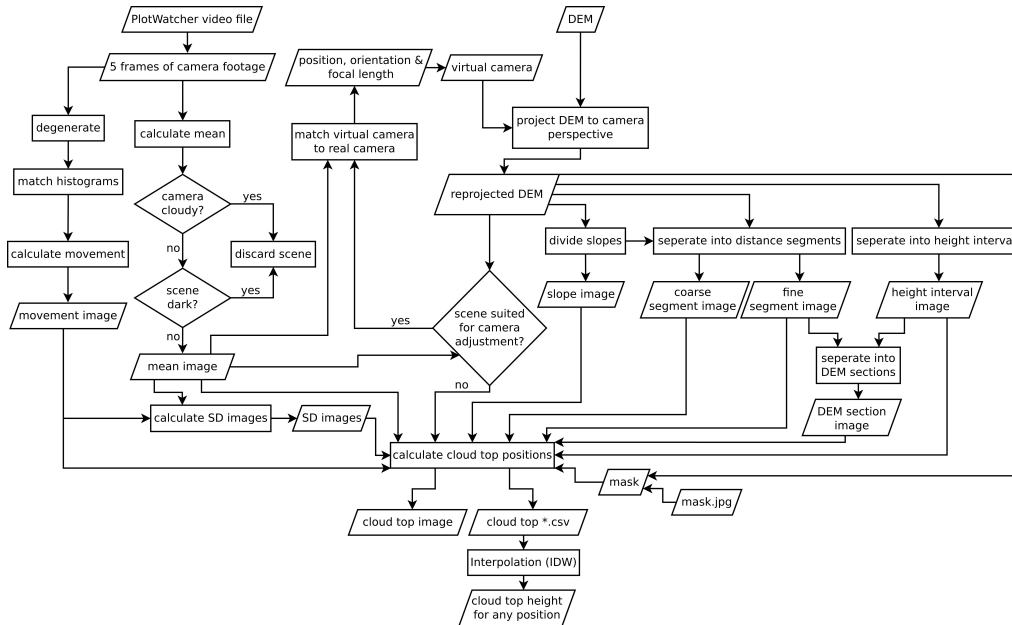 PlotWatcher video file
DEM
5 frames of camera footage
position, orientation &
focal length
virtual camera
degenerate
calculate mean
match virtual camera
to real camera
project DEM to camera
perspective
match histograms
camera
cloudy?
yes
reprojected DEM
no
calculate movement
discard scene
divide slopes
seperate into distance segments
seperate into height interval
scene
dark?
yes
movement image
no
mean image
yes
scene suited
for camera
adjustment?
no
slope image
coarse
segment image
fine
segment image
height interval
image
seperate into
DEM sections
DEM section
image
calculate SD images
SD images
calculate cloud top positions
mask
mask.jpg
cloud top image
cloud top *.csv
Interpolation (IDW)
cloud top height
for any position